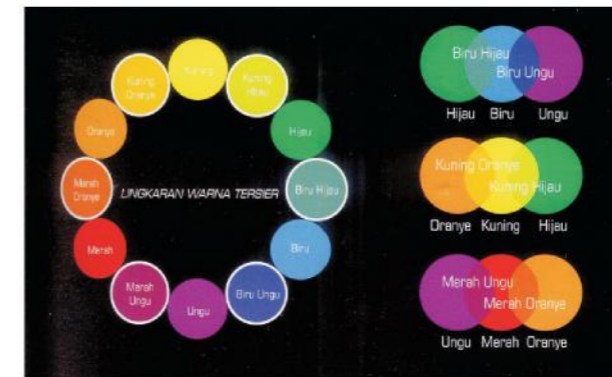 Kuning
Kuning
Hijau
Hijau
Biru Hijau
Biru
Biru Ungu
Ungu
Merah
Ungu
Merah
Merah
Oranye
Oranye
Kuning
Oranye
LINGKARAN WARNA TERSIER
Biru Hijau
Biru Ungu
Hijau Biru Ungu
Kuning Oranye
Kuning Hijau
Oranye Kuning Hijau
Merah Ungu
Merah Oranye
Ungu Merah Oranye